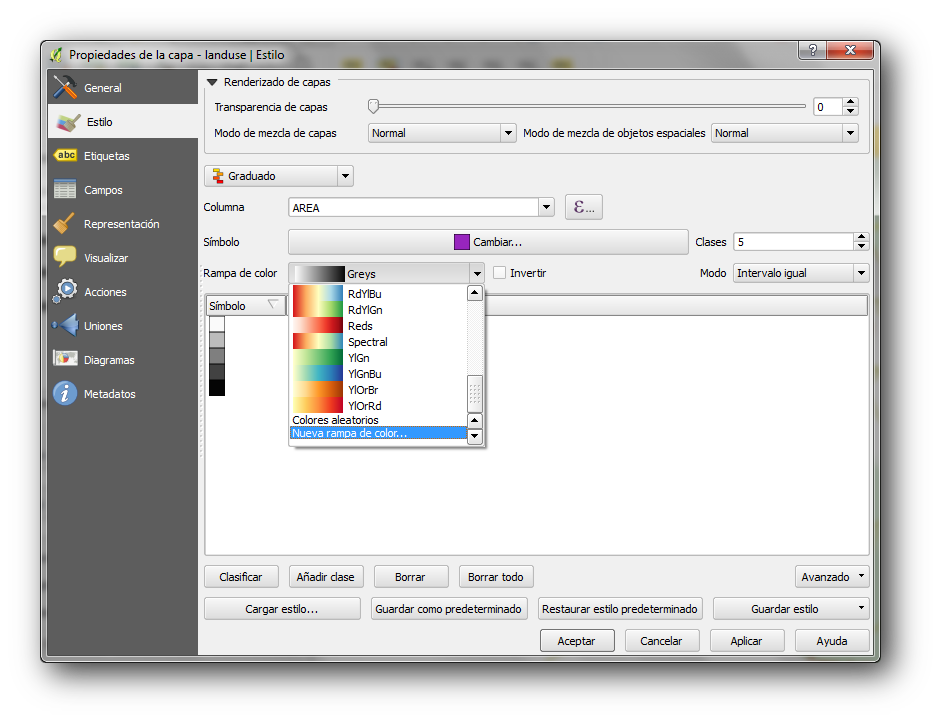 Propiedades de la capa - landuse | Estilo
?
General
Estilo
abc Etiquetas
Campos
Representación
Visualizar
Acciones
Uniones
Diagramas
Metadatos
Renderizado de capas
Transparencia de capas 0
Modo de mezcla de capas Normal Modo de mezcla de objetos espaciales Normal
Graduado
Columna AREA ε...
Símbolo Cambiar... Clases 5
Rampa de color Greys Invertir Modo Intervalo igual
Símbolo
RdYlBu
RdYlGn
Reds
Spectral
YlGn
YlGnBu
YlOrBr
YlOrRd
Colores aleatorios
Nueva rampa de color...
Clasificar Añadir clase Borrar Borrar todo Avanzado
Cargar estilo... Guardar como predeterminado Restaurar estilo predeterminado Guardar estilo
Aceptar Cancelar Aplicar Ayuda